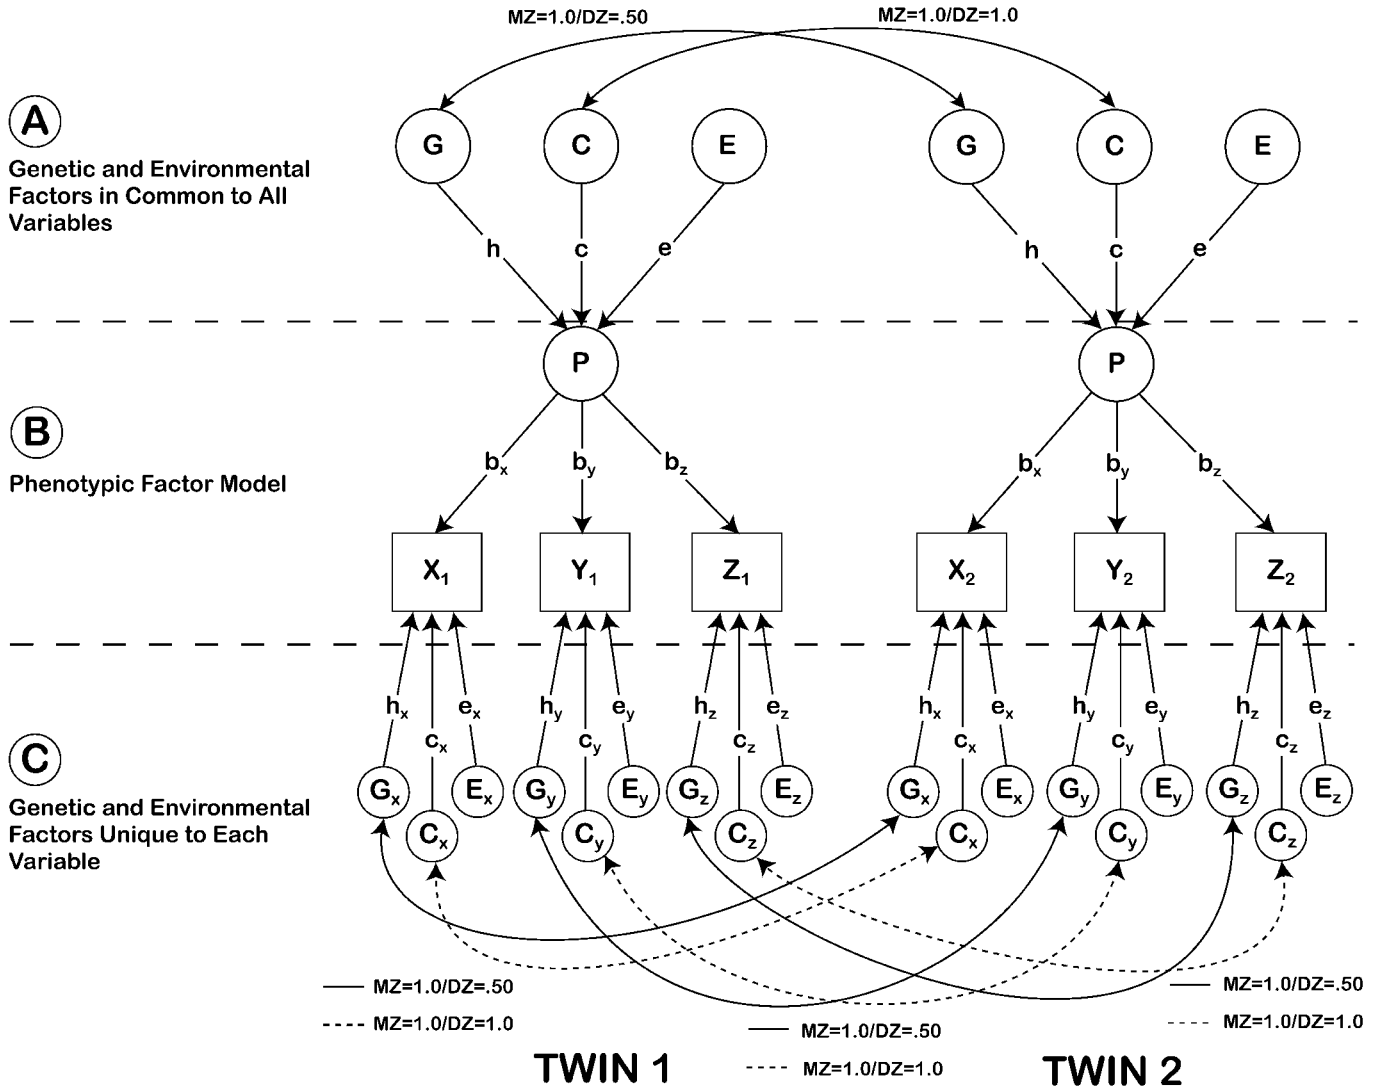 MZ=1.0/DZ=.50
MZ=1.0/DZ=1.0
A
Genetic and Environmental
Factors in Common to All
Variables
G C E G C E
h c e h c e
P P
B
Phenotypic Factor Model
bx by bz bx by bz
X1 Y1 Z1 X2 Y2 Z2
hx ex hy ey hz ez hx ex hy ey hz ez
cx cy cz cx cy cz
C
Genetic and Environmental
Factors Unique to Each
Variable
Gx Ex Gy Ey Gz Ez Gx Ex Gy Ey Gz Ez
Cx Cy Cz Cx Cy Cz
MZ=1.0/DZ=.50
MZ=1.0/DZ=1.0
MZ=1.0/DZ=.50
MZ=1.0/DZ=1.0
MZ=1.0/DZ=.50
MZ=1.0/DZ=1.0
TWIN 1
TWIN 2